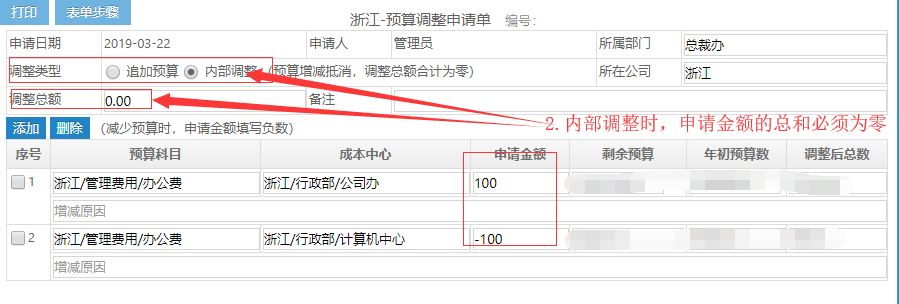 打印 表单步骤
浙江-预算调整申请单 编号:
申请日期 2019-03-22 申请人 管理员 所属部门 总裁办
调整类型 追加预算 内部调整 (预算增减抵消，调整总额合计为零) 所在公司 浙江
调整总额 0.00 备注
2.内部调整时，申请金额的总和必须为零
添加 删除 (减少预算时，申请金额填写负数)
序号 预算科目 成本中心 申请金额 剩余预算 年初预算数 调整后总数
1 浙江/管理费用/办公费 浙江/行政部/公司办 100
增减原因
2 浙江/管理费用/办公费 浙江/行政部/计算机中心 -100
增减原因